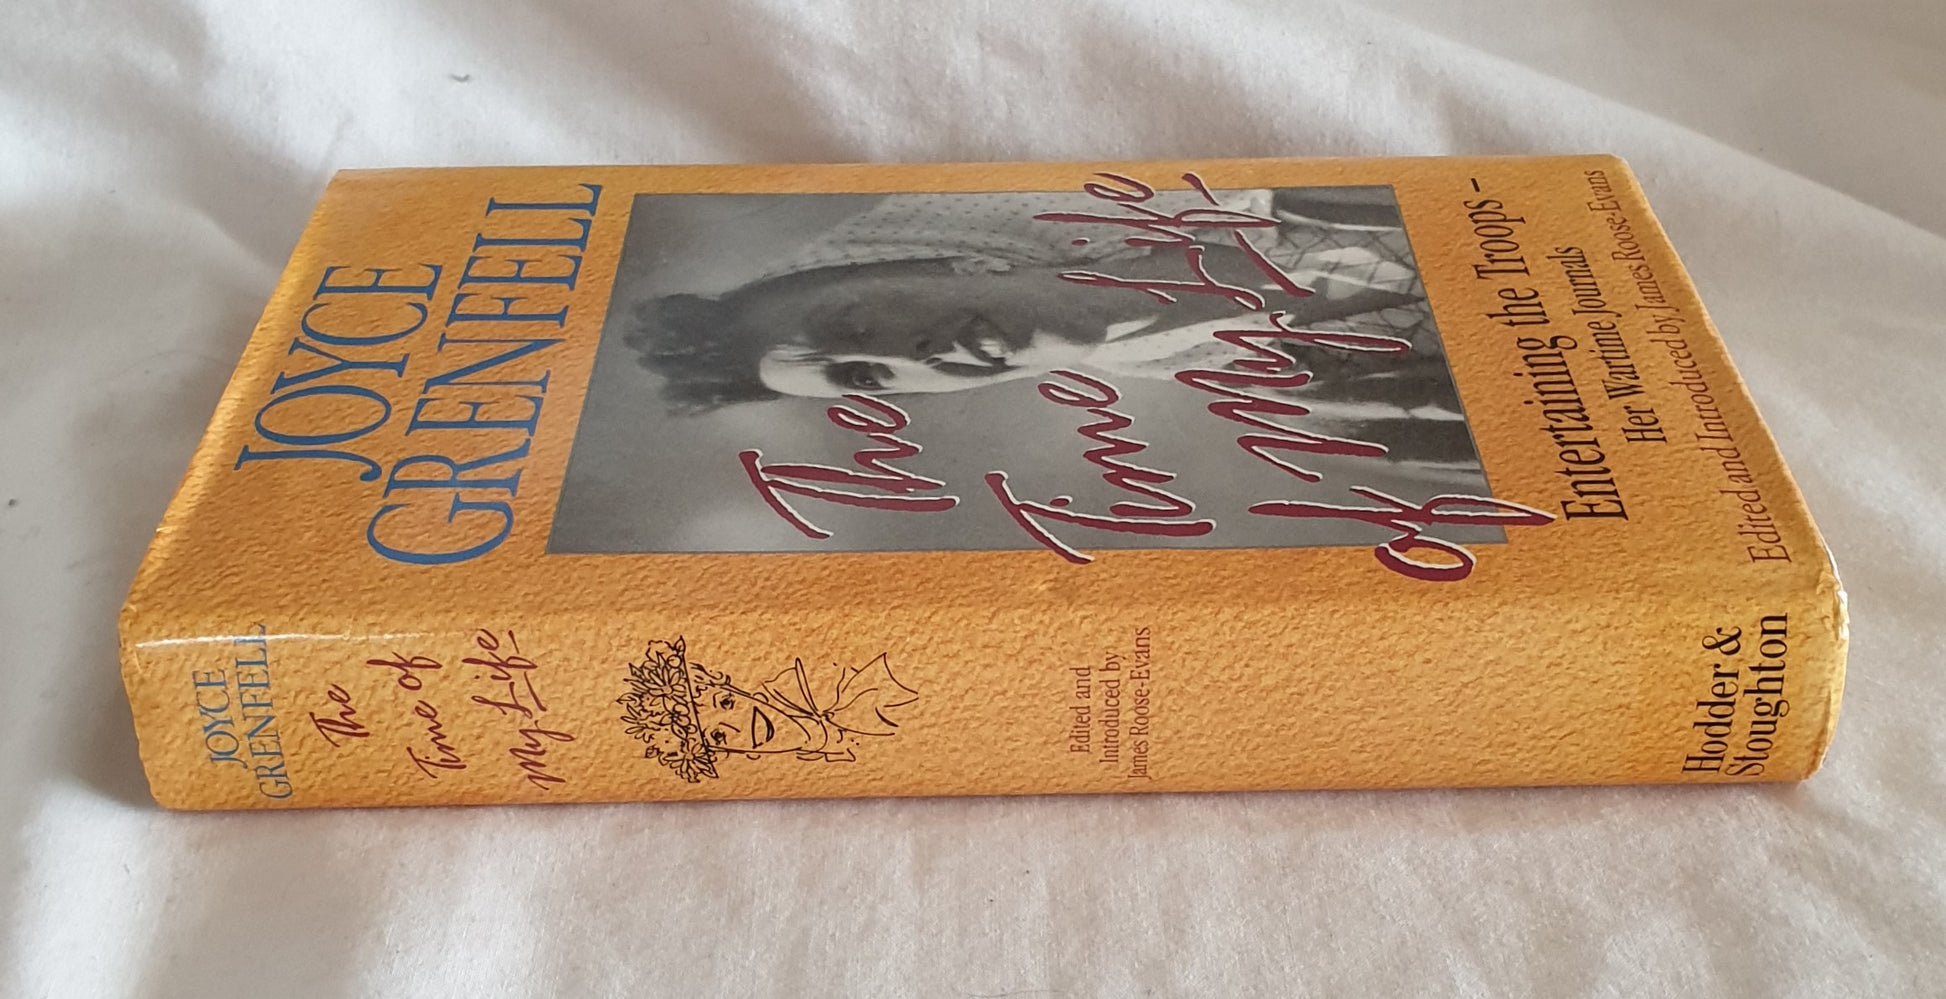 JOYCE
GRENFELL
The
Time
of My Life
Entertaining the Troops –
Her Wartime Journals
Edited and Introduced by James Roose-Evans
JOYCE
GRENFELL
The
Time of
My Life
Edited and
Introduced by
James Roose-Evans
Hodder &
Stoughton